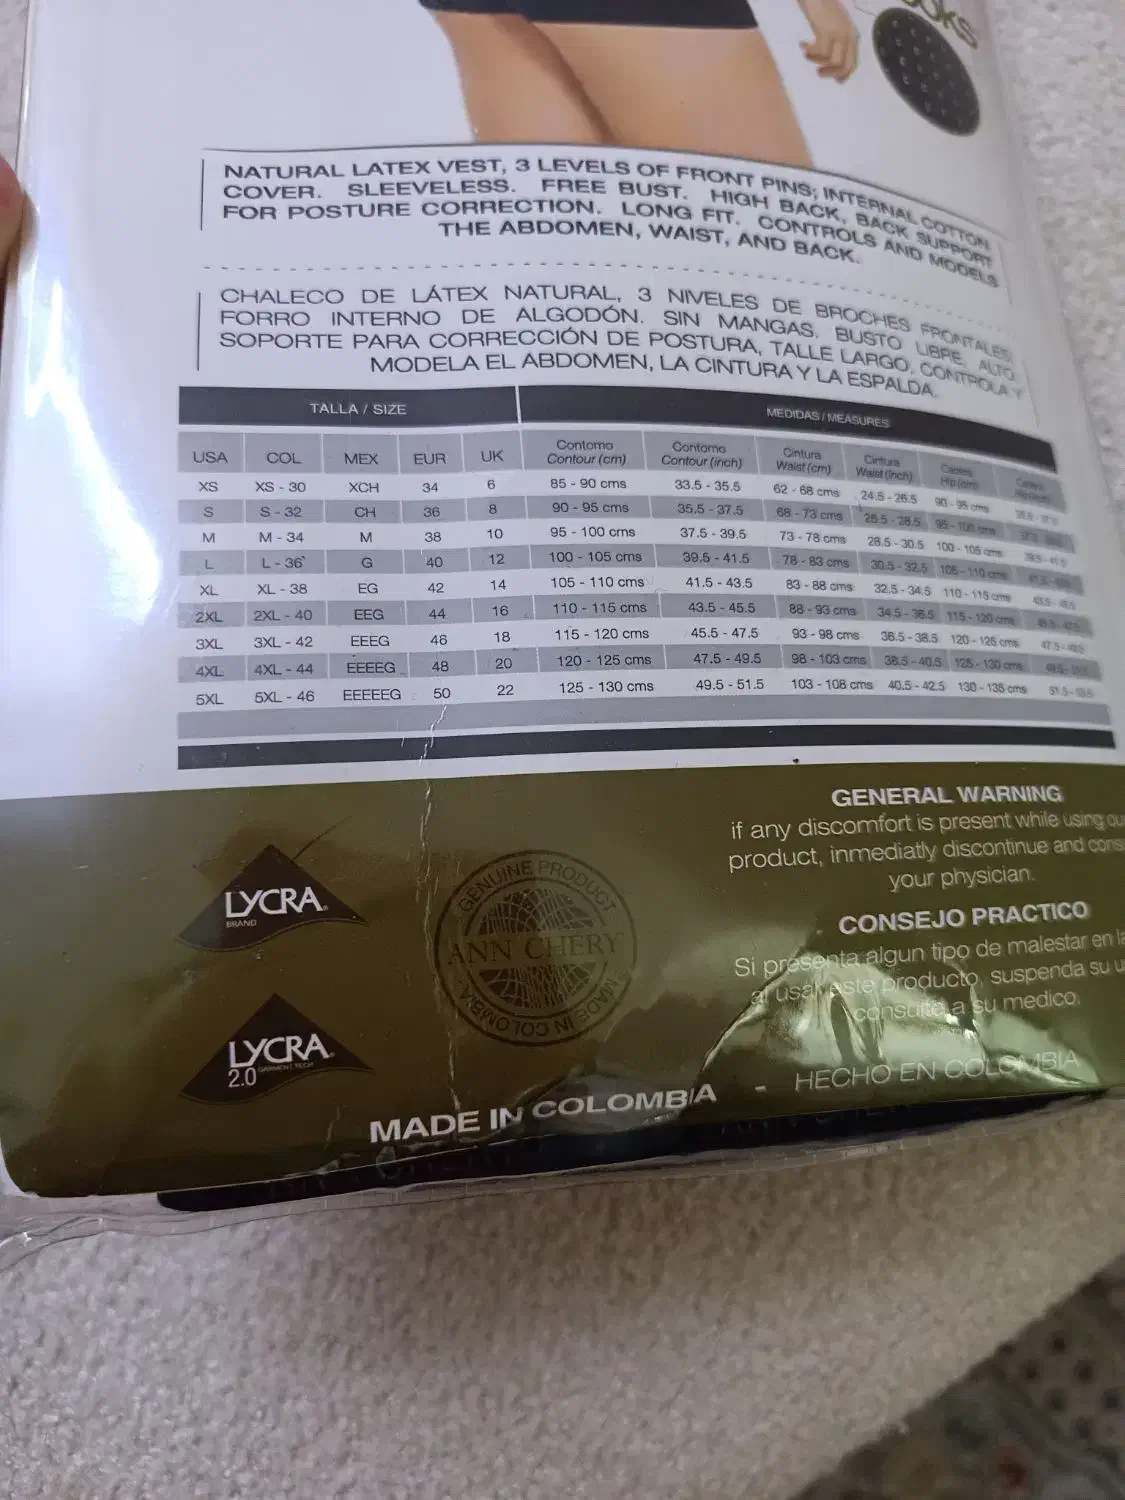 NATURAL LATEX VEST, 3 LEVELS OF FRONT PINS; INTERNAL COTTON
COVER. SLEEVELESS. FREE BUST. HIGH BACK, BACK SUPPORT
FOR POSTURE CORRECTION. LONG FIT. CONTROLS AND MODELS
THE ABDOMEN, WAIST, AND BACK.
CHALECO DE LÁTEX NATURAL, 3 NIVELES DE BROCHES FRONTALES
FORRO INTERNO DE ALGODÓN. SIN MANGAS. BUSTO LIBRE, ALTO,
SOPORTE PARA CORRECCIÓN DE POSTURA, TALLE LARGO, CONTROLA Y
MODELA EL ABDOMEN, LA CINTURA Y LA ESPALDA.
TALLA / SIZE MEDIDAS / MEASURES
USA COL MEX EUR UK Contorno Contour (cm) Contorno Contour (inch) Cintura Waist (cm) Cintura Waist (inch) Hip (cm)
XS XS - 30 XCH 34 6 85 - 90 cms 33.5 - 35.5 62 - 68 cms 24.5 - 26.5 90 - 95 cms
S S - 32 CH 36 8 90 - 95 cms 35.5 - 37.5 68 - 73 cms 26.5 - 28.5 95 - 100 cms
M M - 34 M 38 10 95 - 100 cms 37.5 - 39.5 73 - 78 cms 28.5 - 30.5 100 - 105 cms
L L - 36 G 40 12 100 - 105 cms 39.5 - 41.5 78 - 83 cms 30.5 - 32.5 105 - 110 cms
XL XL - 38 EG 42 14 105 - 110 cms 41.5 - 43.5 83 - 88 cms 32.5 - 34.5 110 - 115 cms
2XL 2XL - 40 EEG 44 16 110 - 115 cms 43.5 - 45.5 88 - 93 cms 34.5 - 36.5 115 - 120 cms
3XL 3XL - 42 EEEG 46 18 115 - 120 cms 45.5 - 47.5 93 - 98 cms 36.5 - 38.5 120 - 125 cms
4XL 4XL - 44 EEEEG 48 20 120 - 125 cms 47.5 - 49.5 98 - 103 cms 38.5 - 40.5 125 - 130 cms
5XL 5XL - 46 EEEEEG 50 22 125 - 130 cms 49.5 - 51.5 103 - 108 cms 40.5 - 42.5 130 - 135 cms
GENERAL WARNING
if any discomfort is present while using ou
product, inmediatly discontinue and cons
your physician.
CONSEJO PRACTICO
Si presenta algun tipo de malestar en la
al usar este producto, suspenda su u
consulte a su medico.
LYCRA®
BRAND
GENUINE PRODUCT
ANN CHERY
MADE IN COLOMBIA
LYCRA
2.0 GARMENT TECH
MADE IN COLOMBIA - HECHO EN COLOMBIA